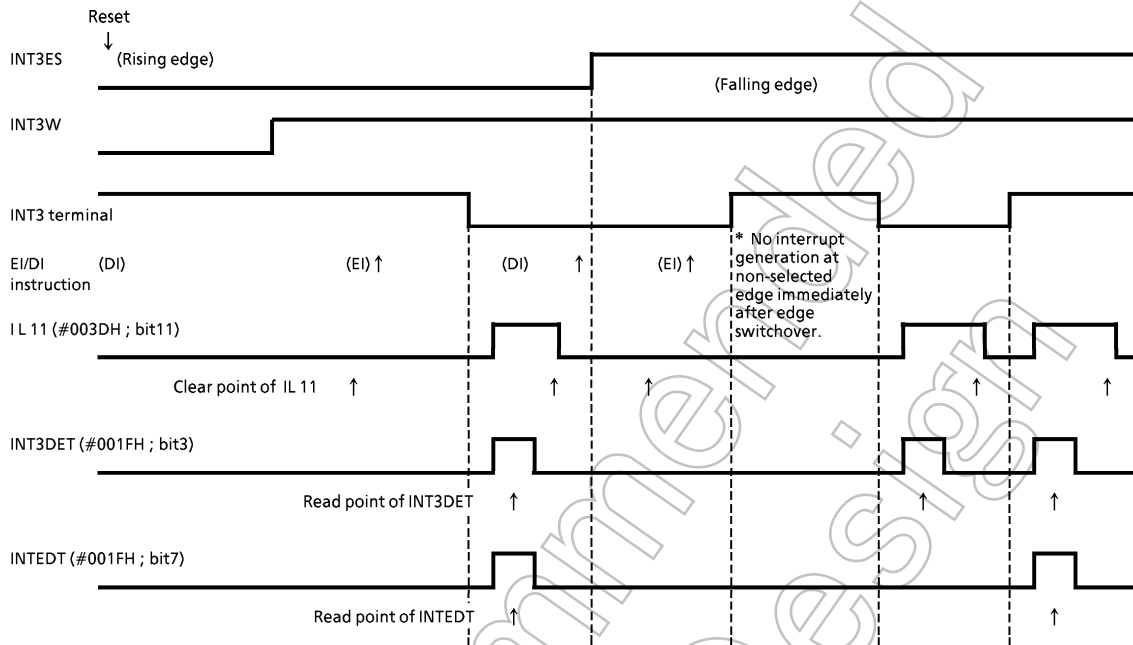 Reset
INT3ES
↓ (Rising edge)
(Falling edge)
INT3W
INT3 terminal
* No interrupt
generation at
non-selected
edge immediately
after edge
switchover.
EI/DI (DI) (EI) ↑ (DI) ↑ (EI) ↑
instruction
I L 11 (#003DH ; bit11)
Clear point of IL 11 ↑ ↑ ↑ ↑ ↑
INT3DET (#001FH ; bit3)
Read point of INT3DET ↑ ↑ ↑
INTEDT (#001FH ; bit7)
Read point of INTEDT ↑ ↑
mmended
esign